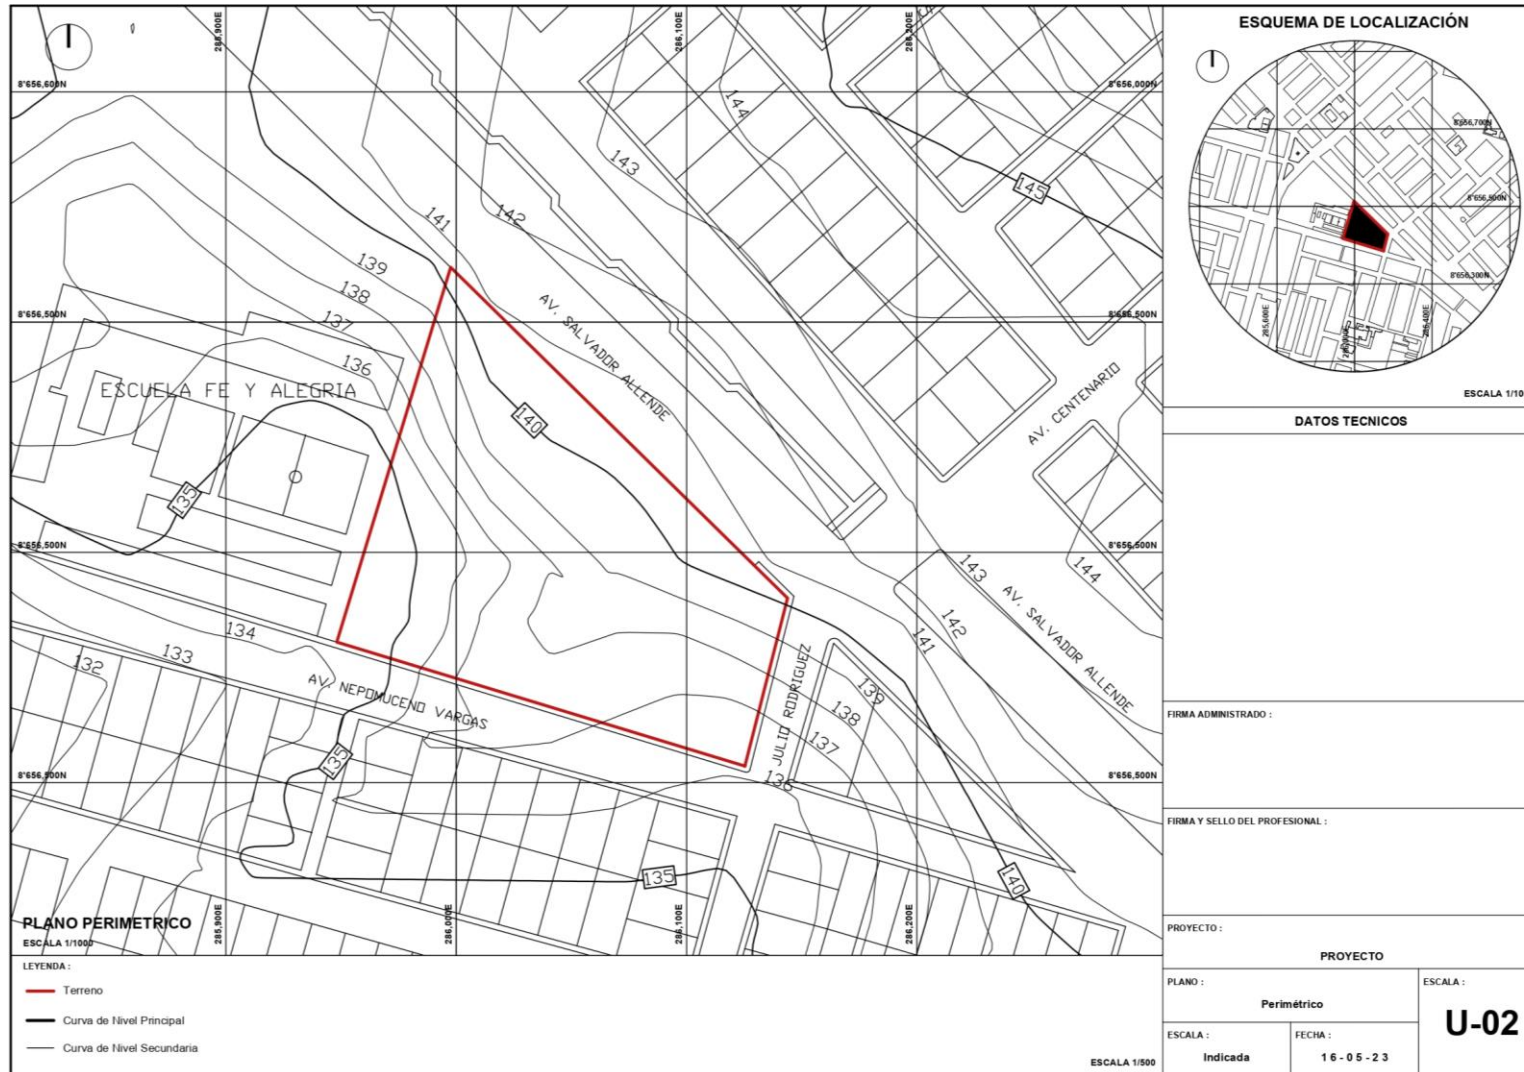 285,900E
286,100E
286,200E
8'656,600N
8'656,000N
144
143
145
141
142
139
138
137
136
8'656,500N
8'656,500N
AV. SALVADOR ALLENDE
ESCUELA FE Y ALEGRIA
140
AV. CENTENARIO
135
8'656,500N
8'656,500N
143
144
AV. SALVADOR ALLENDE
142
141
134
133
132
AV. NEPOMUCENO VARGAS
JULIO RODRIGUEZ
139
138
137
136
135
8'656,500N
8'656,500N
135
140
285,900E
286,000E
286,100E
286,200E
PLANO PERIMETRICO
ESCALA 1/1000
LEYENDA :
Terreno
Curva de Nivel Principal
Curva de Nivel Secundaria
ESCALA 1/500
ESQUEMA DE LOCALIZACIÓN
8'656,700N
8'656,500N
8'656,300N
285,600E
285,400E
ESCALA 1/10
DATOS TECNICOS
FIRMA ADMINISTRADO :
FIRMA Y SELLO DEL PROFESIONAL :
PROYECTO :
PROYECTO
PLANO :
Perimétrico
ESCALA :
U-02
ESCALA :
Indicada
FECHA :
16-05-23